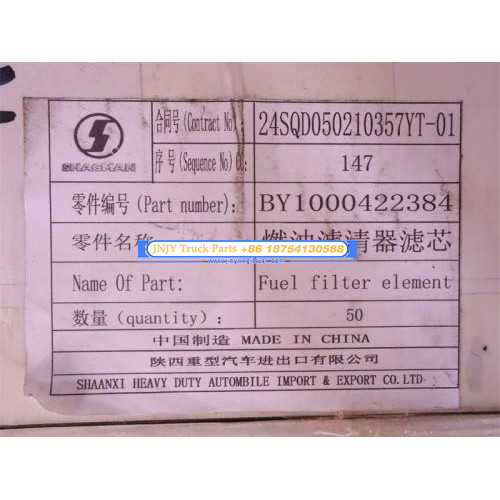 SHACMAN
合同号(Contract No): 24SQD050210357YT-01
序号(Sequence No): 147
零件编号(Part number): BY1000422384
零件名称 燃油滤清器滤芯
JNJY Truck Parts +86 18754130588
Name Of Part: Fuel filter element
数量(quantity): 50
中国制造 MADE IN CHINA
陕西重型汽车进出口有限公司
SHAANXI HEAVY DUTY AUTOMBILE IMPORT & EXPORT CO.LTD